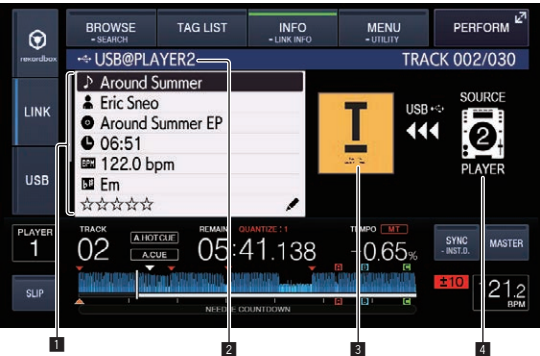 BROWSE
- SEARCH
TAG LIST
INFO
- LINK INFO
MENU
- UTILITY
PERFORM
rekordbox
USB@PLAYER2
TRACK 002/030
LINK
USB
Around Summer
Eric Sneo
Around Summer EP
06:51
BPM 122.0 bpm
Em
☆☆☆☆☆
USB
SOURCE
2
PLAYER
PLAYER
1
TRACK
02
A.HOTCUE
A.CUE
REMAIN
QUANTIZE : 1
05:41.138
TEMPO
MT
-0.65%
SYNC
- INST.D.
MASTER
SLIP
A
B
C
A
B
C
NEEDLE COUNTDOWN
±10
121.2
BPM
1
2
3
4